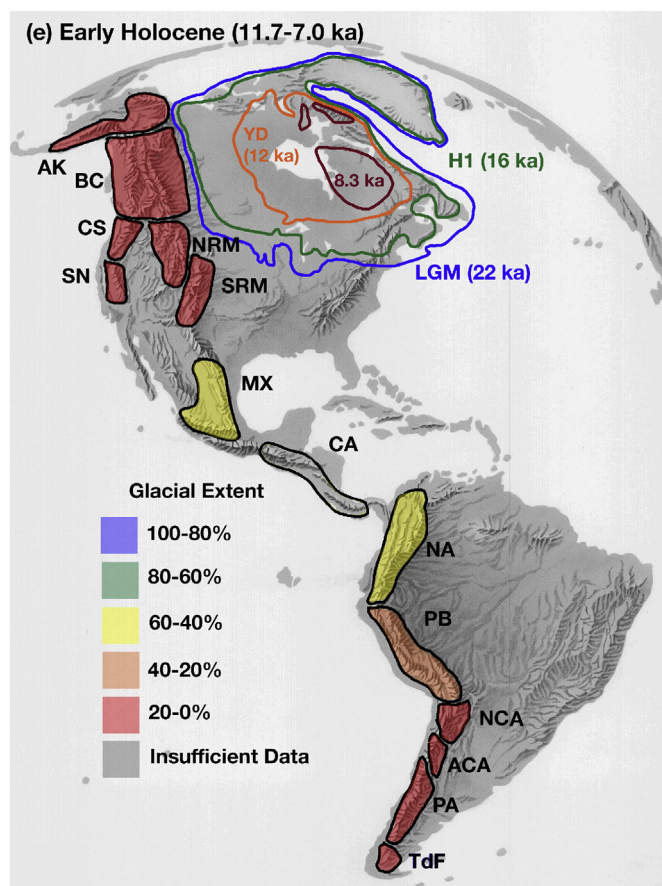 (e) Early Holocene (11.7-7.0 ka)
YD
(12 ka)
H1 (16 ka)
AK
BC
8.3 ka
CS
NRM
SN
SRM
LGM (22 ka)
MX
CA
Glacial Extent
100-80%
80-60%
60-40%
40-20%
20-0%
Insufficient Data
NA
PB
NCA
ACA
PA
TdF